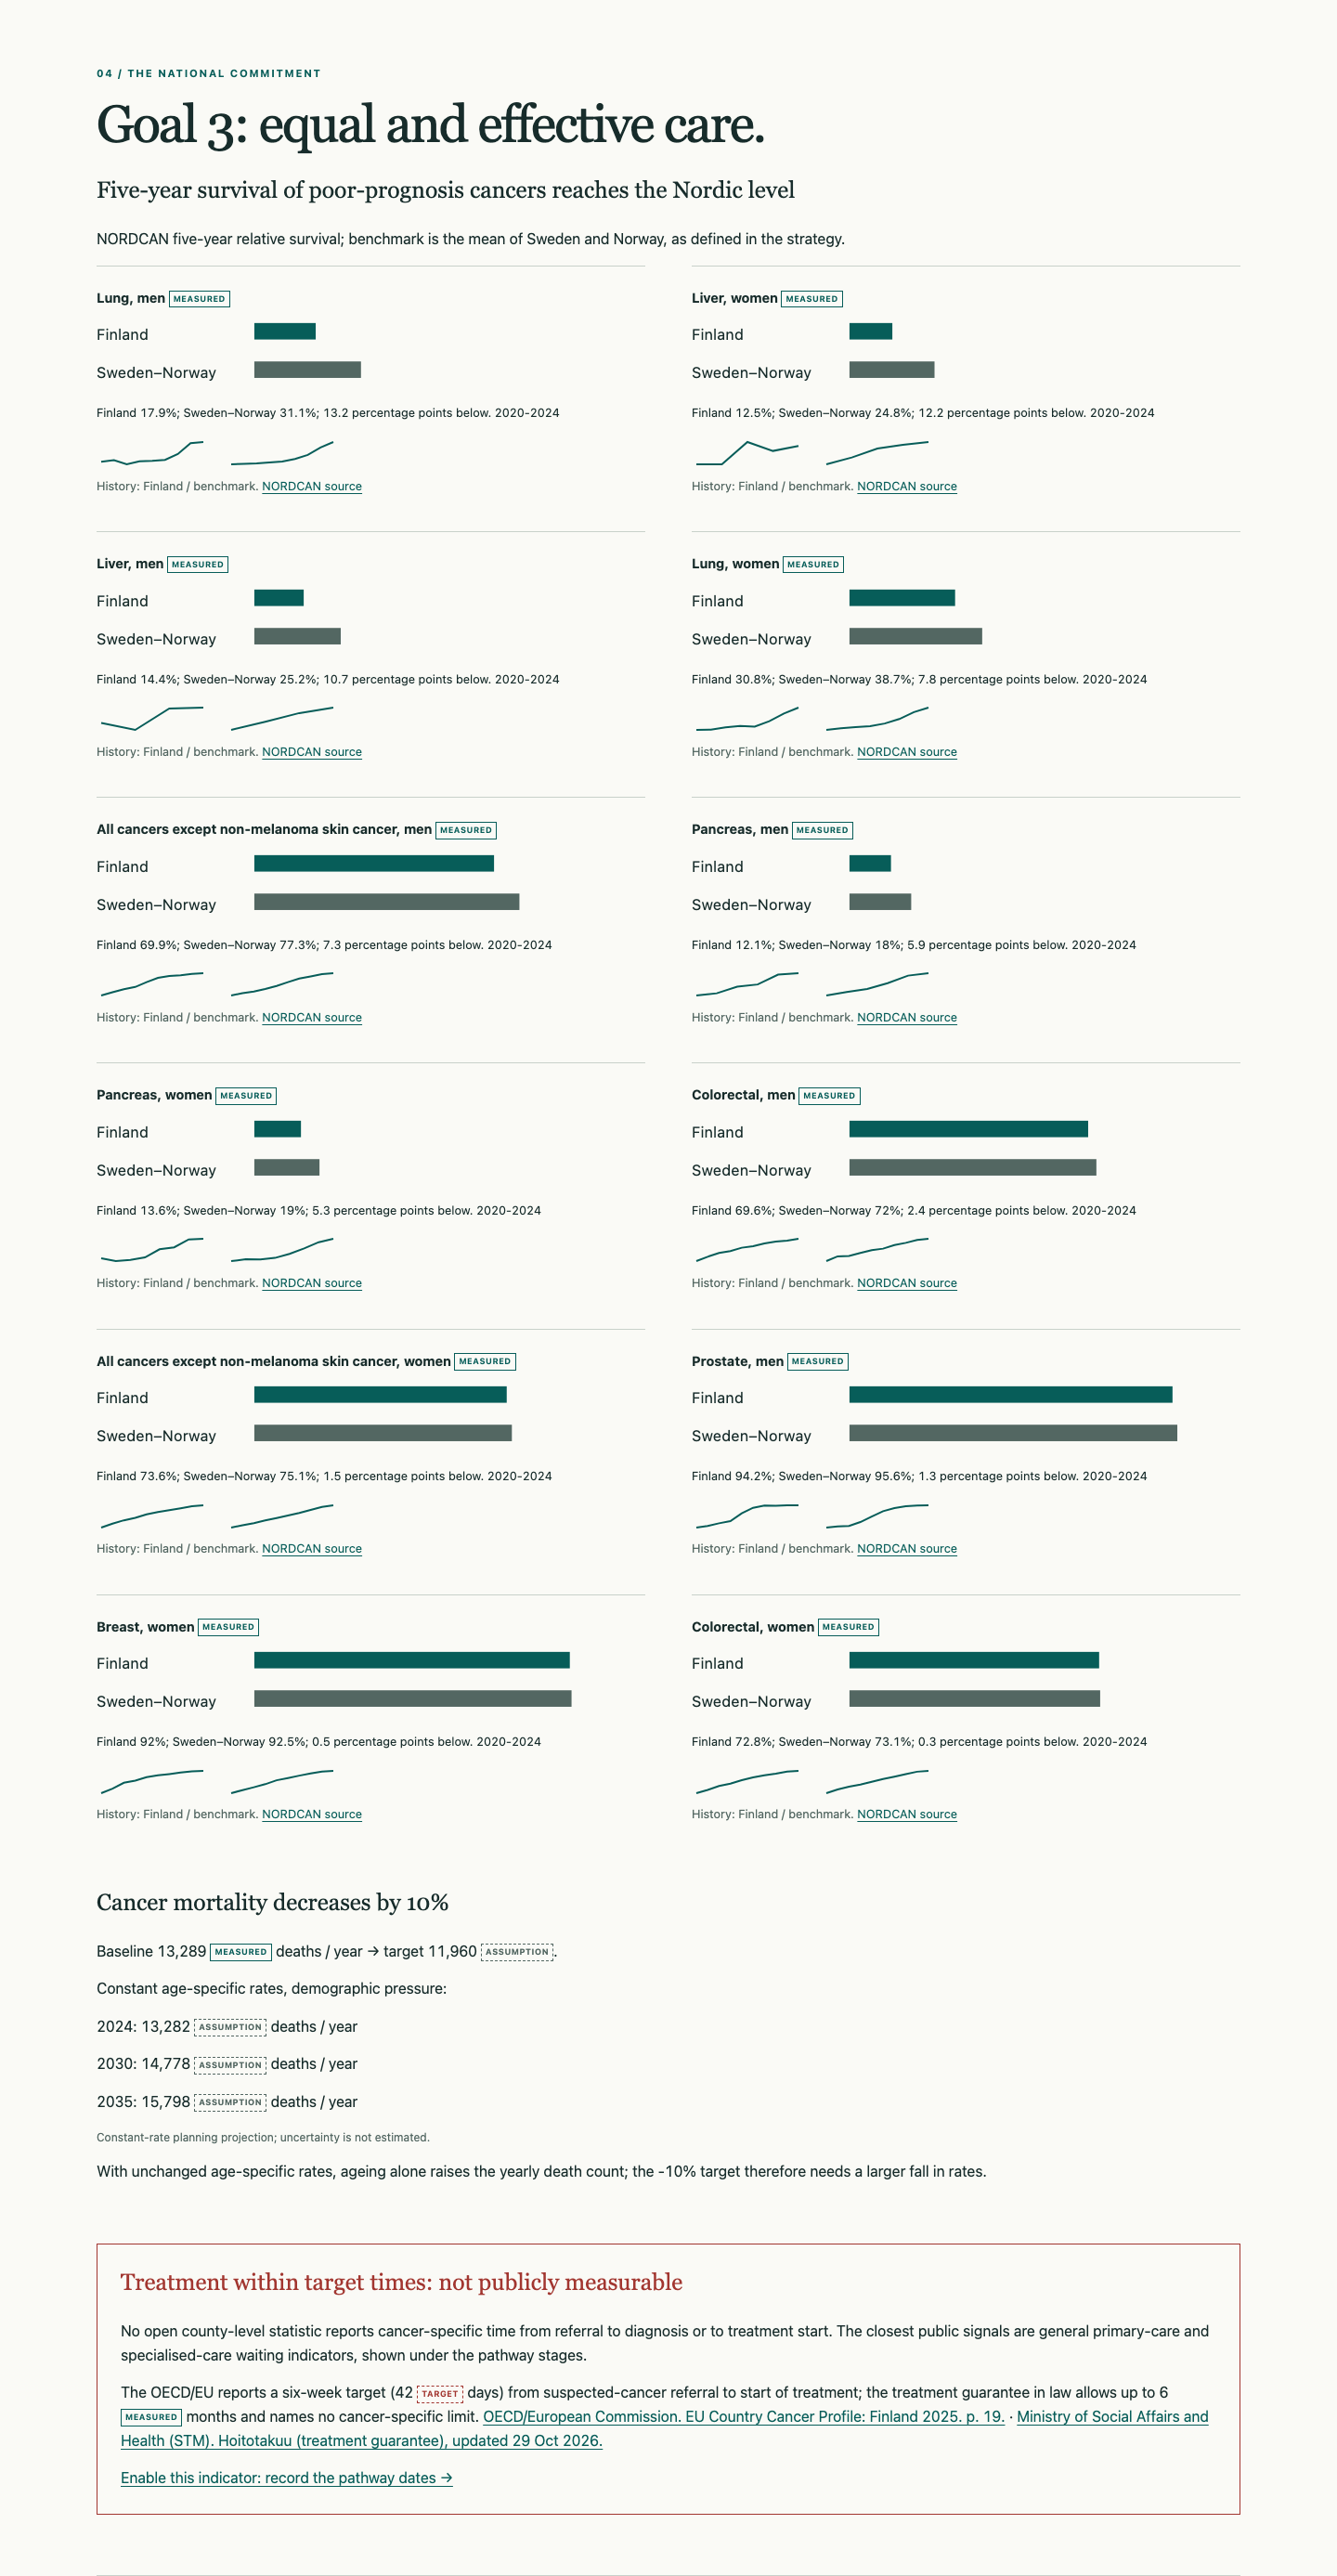 04 / THE NATIONAL COMMITMENT
Goal 3: equal and effective care.
Five-year survival of poor-prognosis cancers reaches the Nordic level
NORDCAN five-year relative survival; benchmark is the mean of Sweden and Norway, as defined in the strategy.
Lung, men MEASURED
Finland
Sweden–Norway
Finland 17.9%; Sweden–Norway 31.1%; 13.2 percentage points below. 2020-2024
History: Finland / benchmark. NORDCAN source
Liver, women MEASURED
Finland
Sweden–Norway
Finland 12.5%; Sweden–Norway 24.8%; 12.2 percentage points below. 2020-2024
History: Finland / benchmark. NORDCAN source
Liver, men MEASURED
Finland
Sweden–Norway
Finland 14.4%; Sweden–Norway 25.2%; 10.7 percentage points below. 2020-2024
History: Finland / benchmark. NORDCAN source
Lung, women MEASURED
Finland
Sweden–Norway
Finland 30.8%; Sweden–Norway 38.7%; 7.8 percentage points below. 2020-2024
History: Finland / benchmark. NORDCAN source
All cancers except non-melanoma skin cancer, men MEASURED
Finland
Sweden–Norway
Finland 69.9%; Sweden–Norway 77.3%; 7.3 percentage points below. 2020-2024
History: Finland / benchmark. NORDCAN source
Pancreas, men MEASURED
Finland
Sweden–Norway
Finland 12.1%; Sweden–Norway 18%; 5.9 percentage points below. 2020-2024
History: Finland / benchmark. NORDCAN source
Pancreas, women MEASURED
Finland
Sweden–Norway
Finland 13.6%; Sweden–Norway 19%; 5.3 percentage points below. 2020-2024
History: Finland / benchmark. NORDCAN source
Colorectal, men MEASURED
Finland
Sweden–Norway
Finland 69.6%; Sweden–Norway 72%; 2.4 percentage points below. 2020-2024
History: Finland / benchmark. NORDCAN source
All cancers except non-melanoma skin cancer, women MEASURED
Finland
Sweden–Norway
Finland 73.6%; Sweden–Norway 75.1%; 1.5 percentage points below. 2020-2024
History: Finland / benchmark. NORDCAN source
Prostate, men MEASURED
Finland
Sweden–Norway
Finland 94.2%; Sweden–Norway 95.6%; 1.3 percentage points below. 2020-2024
History: Finland / benchmark. NORDCAN source
Breast, women MEASURED
Finland
Sweden–Norway
Finland 92%; Sweden–Norway 92.5%; 0.5 percentage points below. 2020-2024
History: Finland / benchmark. NORDCAN source
Colorectal, women MEASURED
Finland
Sweden–Norway
Finland 72.8%; Sweden–Norway 73.1%; 0.3 percentage points below. 2020-2024
History: Finland / benchmark. NORDCAN source
Cancer mortality decreases by 10%
Baseline 13,289 MEASURED deaths / year → target 11,960 ASSUMPTION.
Constant age-specific rates, demographic pressure:
2024: 13,282 ASSUMPTION deaths / year
2030: 14,778 ASSUMPTION deaths / year
2035: 15,798 ASSUMPTION deaths / year
Constant-rate planning projection; uncertainty is not estimated.
With unchanged age-specific rates, ageing alone raises the yearly death count; the -10% target therefore needs a larger fall in rates.
Treatment within target times: not publicly measurable
No open county-level statistic reports cancer-specific time from referral to diagnosis or to treatment start. The closest public signals are general primary-care and
specialised-care waiting indicators, shown under the pathway stages.
The OECD/EU reports a six-week target (42 TARGET days) from suspected-cancer referral to start of treatment; the treatment guarantee in law allows up to 6
MEASURED months and names no cancer-specific limit. OECD/European Commission. EU Country Cancer Profile: Finland 2025. p. 19. · Ministry of Social Affairs and
Health (STM). Hoitotakuu (treatment guarantee), updated 29 Oct 2026.
Enable this indicator: record the pathway dates →